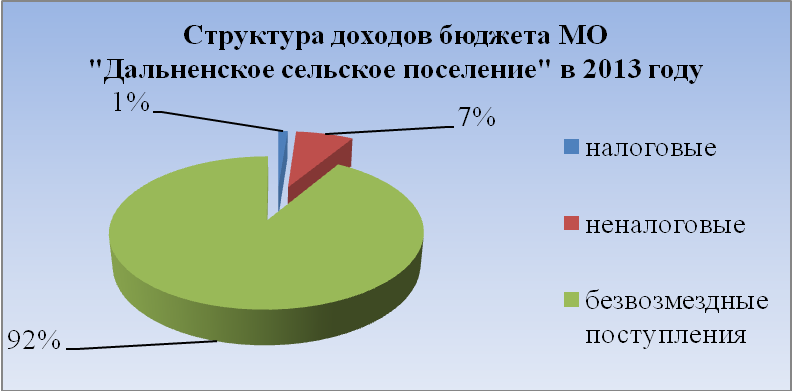 Структура доходов бюджета МО
"Дальненское сельское поселение" в 2013 году
1%
7%
налоговые
неналоговые
безвозмездные
поступления
92%